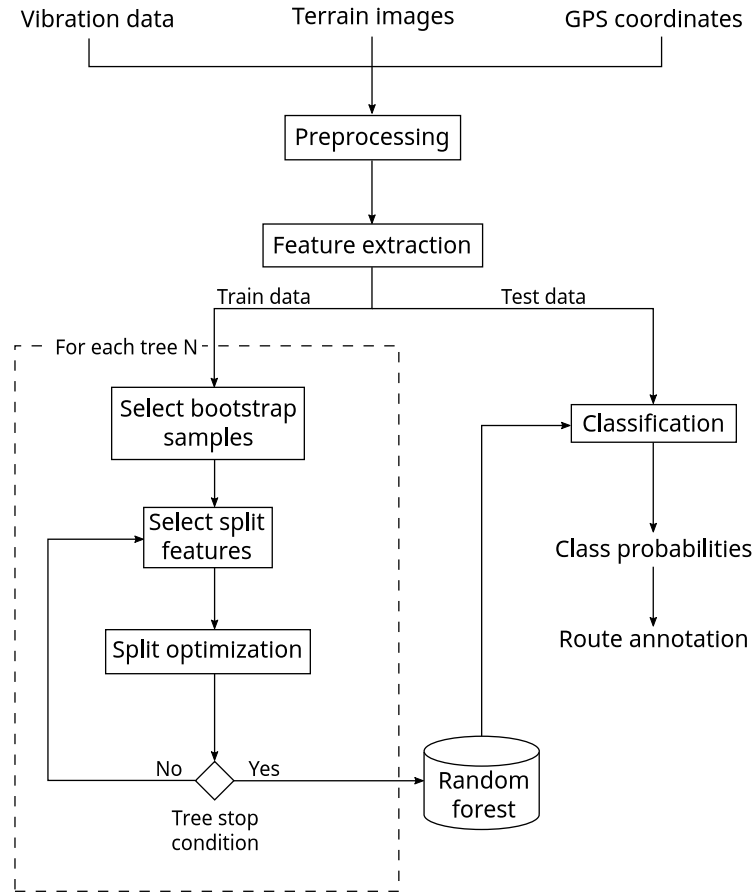 Vibration data
Terrain images
GPS coordinates
Preprocessing
Feature extraction
Train data
Test data
For each tree N
Select bootstrap
samples
Classification
Select split
features
Class probabilities
Split optimization
Route annotation
No
Yes
Tree stop
condition
Random
forest